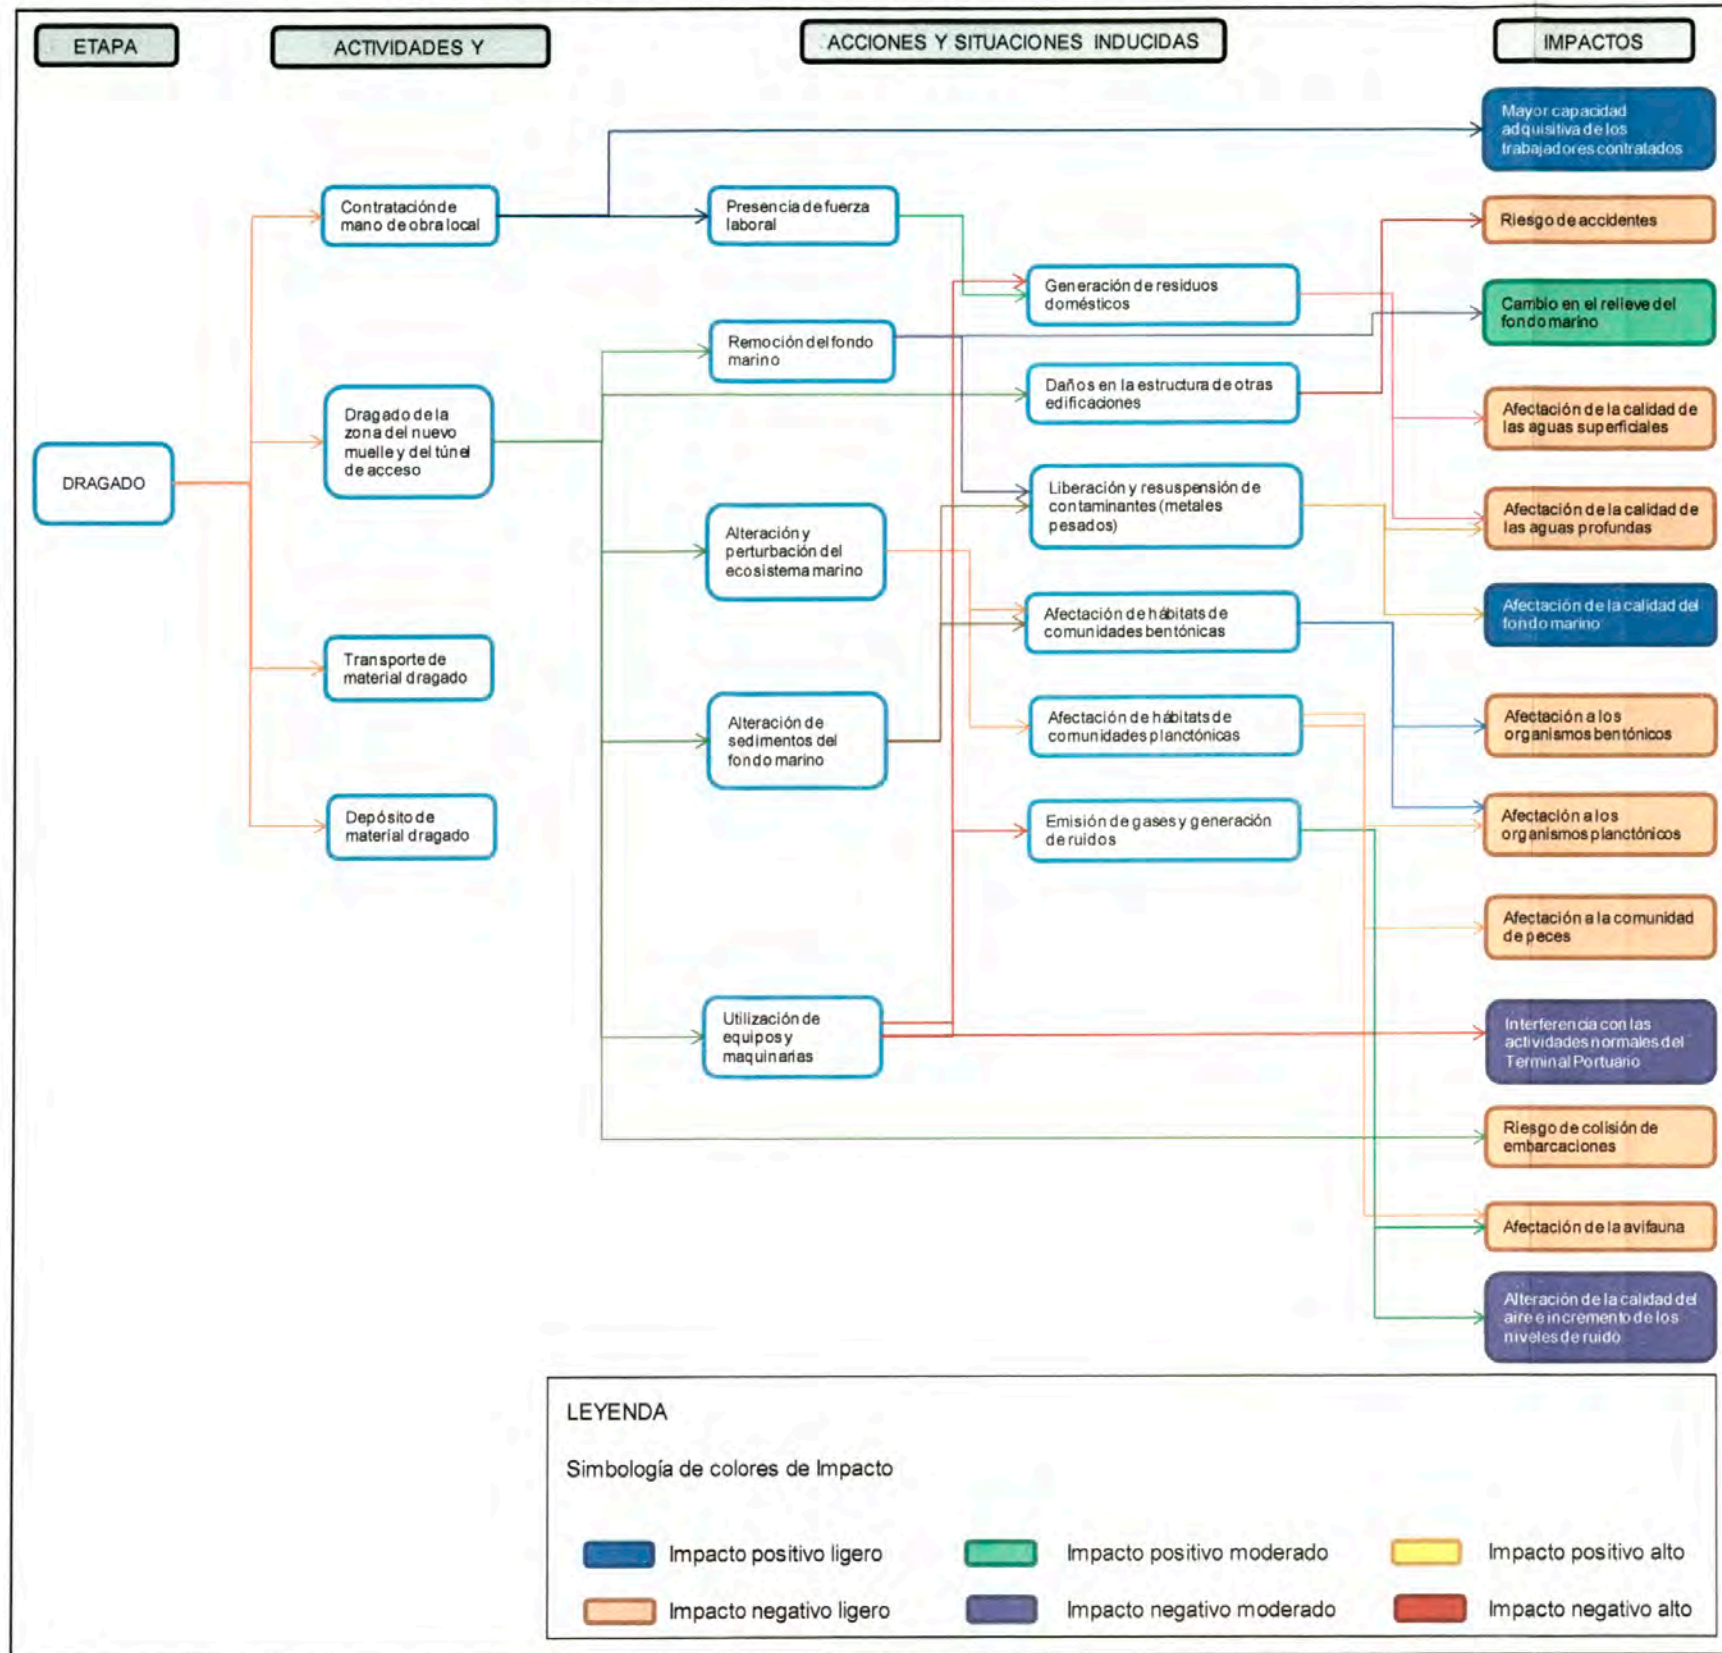 ETAPA
ACTIVIDADES Y
ACCIONES Y SITUACIONES INDUCIDAS
IMPACTOS
DRAGADO
Contratación de
mano de obra local
Dragado de la
zona del nuevo
muelle y del túnel
de acceso
Transporte de
material dragado
Depósito de
material dragado
Presencia de fuerza
laboral
Remoción del fondo
marino
Alteración y
perturbación del
ecosistema marino
Alteración de
sedimentos del
fondo marino
Utilización de
equipos y
maquinarias
Generación de residuos
domésticos
Daños en la estructura de otras
edificaciones
Liberación y resuspensión de
contaminantes (metales
pesados)
Afectación de hábitats de
comunidades bentónicas
Afectación de hábitats de
comunidades planctónicas
Emisión de gases y generación
de ruidos
Mayor capacidad
adquisitiva de los
trabajadores contratados
Riesgo de accidentes
Cambio en el relieve del
fondo marino
Afectación de la calidad de
las aguas superficiales
Afectación de la calidad de
las aguas profundas
Afectación de la calidad del
fondo marino
Afectación a los
organismos bentónicos
Afectación a los
organismos planctónicos
Afectación a la comunidad
de peces
Interferencia con las
actividades normales del
Terminal Portuario
Riesgo de colisión de
embarcaciones
Afectación de la avifauna
Alteración de la calidad del
aire e incremento de los
niveles de ruido
LEYENDA
Simbología de colores de Impacto
Impacto positivo ligero
Impacto positivo moderado
Impacto positivo alto
Impacto negativo ligero
Impacto negativo moderado
Impacto negativo alto